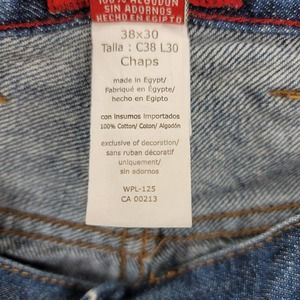 100% ALGODON
SIN ADORNOS
HECHO EN EGIPTO
38x30
Talla : C38 L30
Chaps
made in Egypt/
Fabriqué en Égypte/
hecho en Egipto
con insumos importados
100% Cotton/ Coton/ Algodón
exclusive of decoration/
sans ruban décoratif
uniquement/
sin adornos
WPL-125
CA 00213